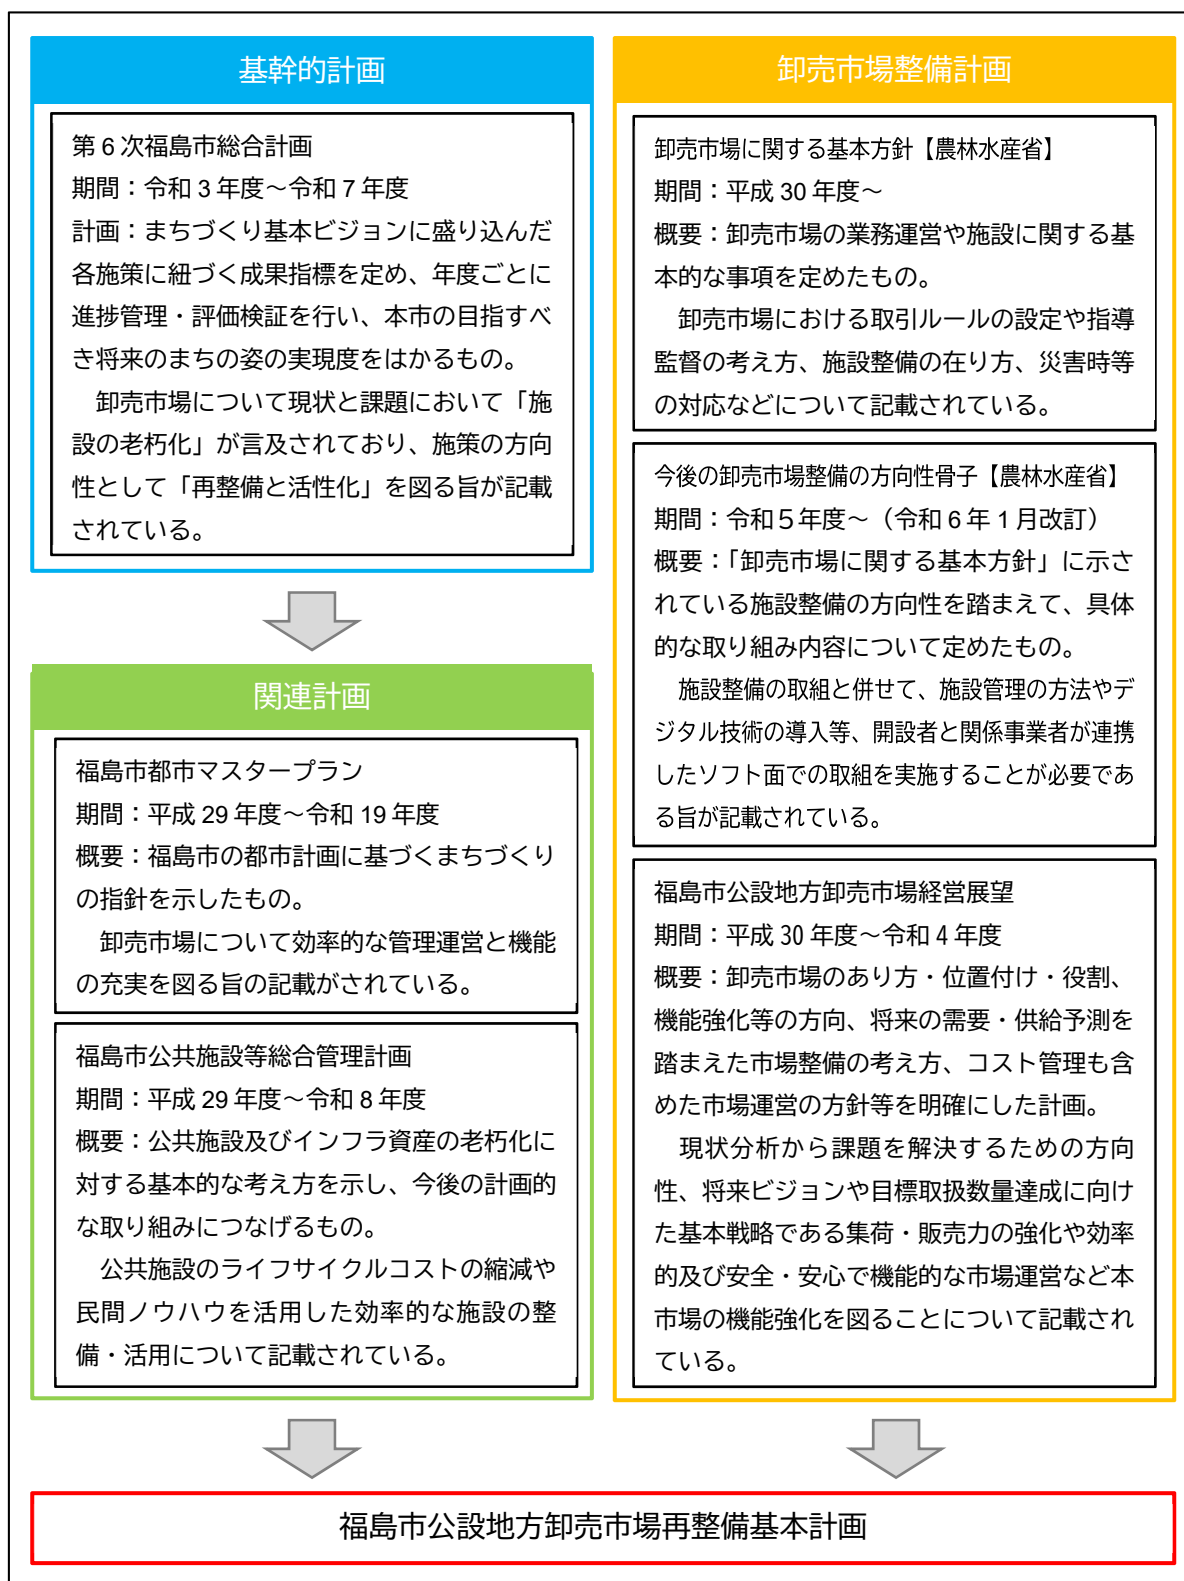 基幹的計画
第6次福島市総合計画
期間：令和3年度～令和7年度
計画：まちづくり基本ビジョンに盛り込んだ
各施策に紐づく成果指標を定め、年度ごとに
進捗管理・評価検証を行い、本市の目指すべ
き将来のまちの姿の実現度をはかるもの。
　卸売市場について現状と課題において「施
設の老朽化」が言及されており、施策の方向
性として「再整備と活性化」を図る旨が記載
されている。
関連計画
福島市都市マスタープラン
期間：平成29年度～令和19年度
概要：福島市の都市計画に基づくまちづくり
の指針を示したもの。
　卸売市場について効率的な管理運営と機能
の充実を図る旨の記載がされている。
福島市公共施設等総合管理計画
期間：平成29年度～令和8年度
概要：公共施設及びインフラ資産の老朽化に
対する基本的な考え方を示し、今後の計画的
な取り組みにつなげるもの。
　公共施設のライフサイクルコストの縮減や
民間ノウハウを活用した効率的な施設の整
備・活用について記載されている。
卸売市場整備計画
卸売市場に関する基本方針【農林水産省】
期間：平成30年度～
概要：卸売市場の業務運営や施設に関する基
本的な事項を定めたもの。
　卸売市場における取引ルールの設定や指導
監督の考え方、施設整備の在り方、災害時等
の対応などについて記載されている。
今後の卸売市場整備の方向性骨子【農林水産省】
期間：令和５年度～（令和6年1月改訂）
概要：「卸売市場に関する基本方針」に示さ
れている施設整備の方向性を踏まえて、具体
的な取り組み内容について定めたもの。
　施設整備の取組と併せて、施設管理の方法やデ
ジタル技術の導入等、開設者と関係事業者が連携
したソフト面での取組を実施することが必要であ
る旨が記載されている。
福島市公設地方卸売市場経営展望
期間：平成30年度～令和4年度
概要：卸売市場のあり方・位置付け・役割、
機能強化等の方向、将来の需要・供給予測を
踏まえた市場整備の考え方、コスト管理も含
めた市場運営の方針等を明確にした計画。
　現状分析から課題を解決するための方向
性、将来ビジョンや目標取扱数量達成に向け
た基本戦略である集荷・販売力の強化や効率
的及び安全・安心で機能的な市場運営など本
市場の機能強化を図ることについて記載され
ている。
福島市公設地方卸売市場再整備基本計画